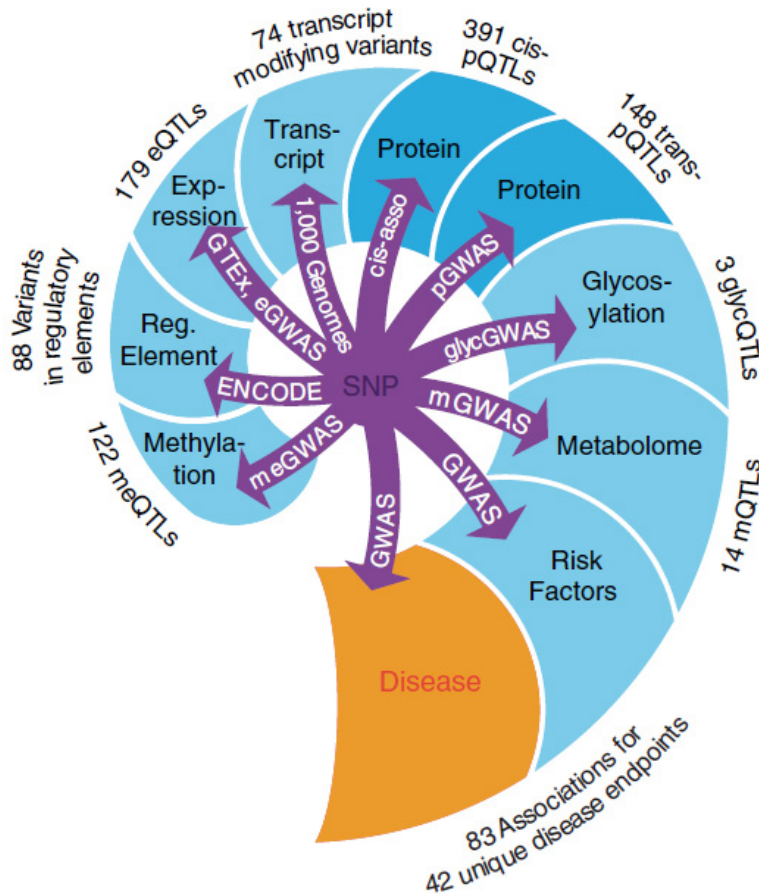 74 transcript
modifying variants
391 cis-
pQTLs
148 trans-
pQTLs
179 eQTLs
88 Variants
in regulatory
elements
122 meQTLs
3 glycQTLs
14 mQTLs
83 Associations for
42 unique disease endpoints
Trans-
cript
Protein
Protein
Exp-
ression
Glycos-
ylation
Reg.
Element
Metabolome
Methyla-
tion
Risk
Factors
Disease
SNP
1,000 Genomes
cis-asso
pGWAS
GTEx, eGWAS
glycGWAS
ENCODE
mGWAS
meGWAS
GWAS
GWAS